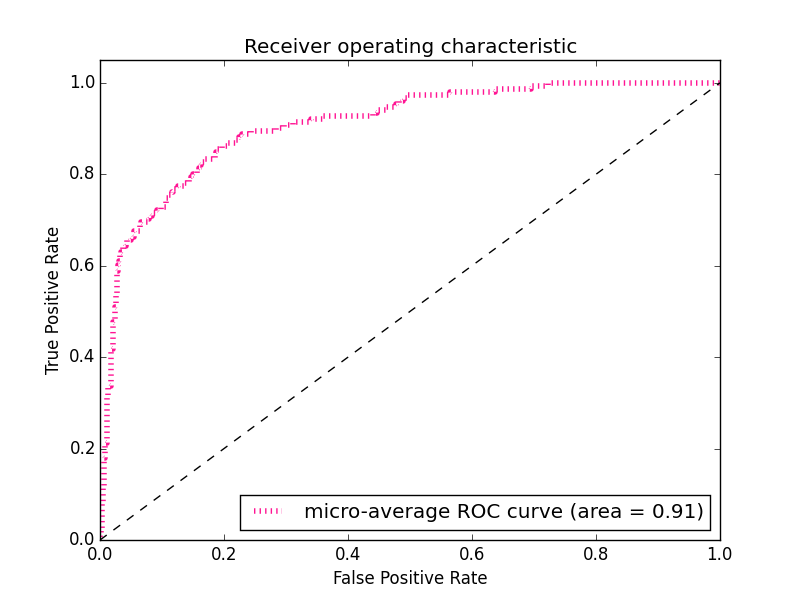 Receiver operating characteristic
1.0
0.8
0.6
0.4
0.2
0.0
True Positive Rate
micro-average ROC curve (area = 0.91)
0.0 0.2 0.4 0.6 0.8 1.0
False Positive Rate